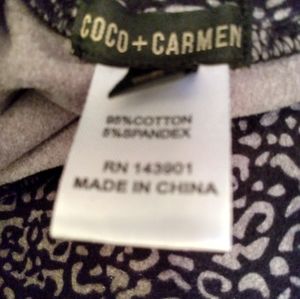 COCO+CARMEN
95%COTTON
5%SPANDEX
RN 143901
MADE IN CHINA